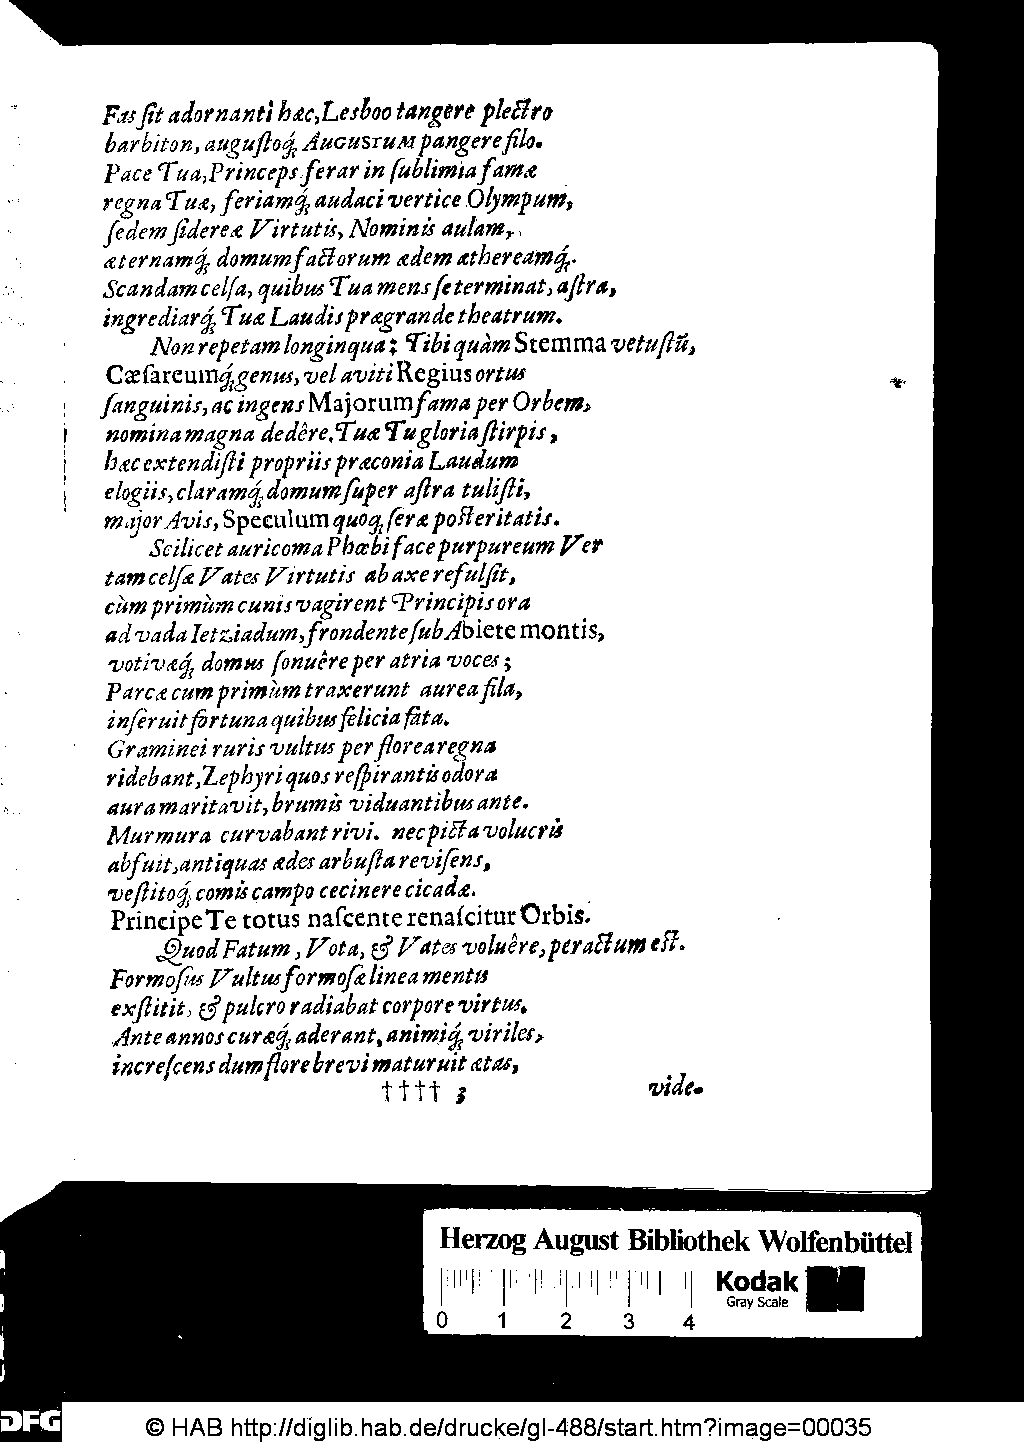 Fas ſit adornanti hæc, Lesboo tangere plectro
barbiton, auguſtoq́; AUGUSTUM pangere filo.
Pace Tua, Princeps ferar in ſublimia famæ
regna Tuæ, feriamq́; audaci vertice Olympum,
ſedem ſidereæ Virtutis, Nominis aulam,
æternamq́; domum factorum ædem æthereamq́;.
Scandam celſa, quibus Tua mens ſe terminat, aſtra,
ingrediarq́; Tuæ Laudis prægrande theatrum.
Non repetam longinqua; Tibi quàm Stemma vetuſtũ,
Cæſareumq́; genus, vel aviti Regius ortus
ſanguinis, ac ingens Majorum fama per Orbem,
nomina magna dedêre. Tuæ Tu gloria ſtirpis,
hæc extendiſti propriis præconia Laudum
elogiis, claramq́; domum ſuper aſtra tuliſti,
major Avis, Speculum quoq; ſeræ poſteritatis.
Scilicet auricoma Phœbi face purpureum Ver
tam celſæ Vates Virtutis ab axe refulſit,
cùm primùm cunis vagirent Principis ora
ad vada Ietziadum, frondente ſub Abiete montis,
votivæq́; domus ſonuêre per atria voces;
Parcæ cum primùm traxerunt aurea fila,
inſeruit fortuna quibus felicia fata.
Graminei ruris vultus per florea regna
ridebant, Zephyri quos reſpirantis odora
aura maritavit, brumis viduantibus ante.
Murmura curvabant rivi. nec picta volucris
abfuit, antiquas ædes arbuſta reviſens,
veſtitoq́; comis campo cecinere cicadæ.
Principe Te totus naſcente renaſcitur Orbis.
Quod Fatum, Vota, & Vates voluêre, peractum eſt.
Formoſus Vultus formoſæ lineamentis
exſtitit, & pulcro radiabat corpore virtus.
Ante annos curæq́; aderant, animiq́; viriles,
increſcens dum flore brevi maturuit ætas,
†††† 3 vide-
Herzog August Bibliothek Wolfenbüttel
Kodak
Gray Scale
0 1 2 3 4
DFG
© HAB http://diglib.hab.de/drucke/gl-488/start.htm?image=00035